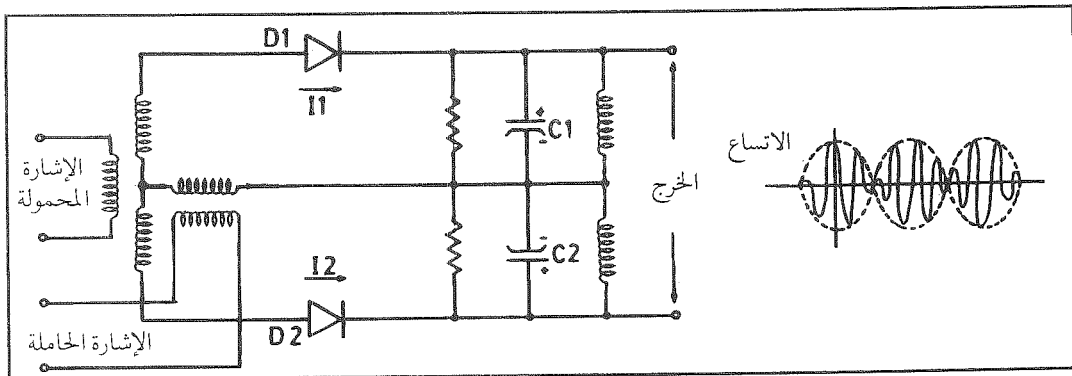 D1
I1
الإشارة
المحمولة
C1
الخرج
الاتساع
C2
I2
D2
الإشارة الحاملة